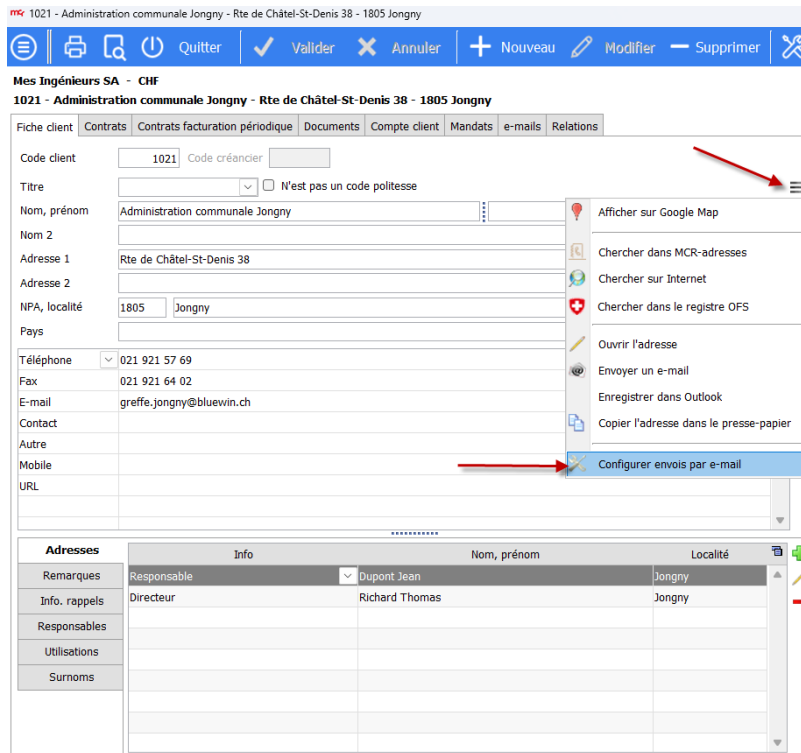 mcr 1021 - Administration communale Jongny - Rte de Châtel-St-Denis 38 - 1805 Jongny
Quitter Valider Annuler Nouveau Modifier Supprimer
Mes Ingénieurs SA - CHF
1021 - Administration communale Jongny - Rte de Châtel-St-Denis 38 - 1805 Jongny
Fiche client Contrats Contrats facturation périodique Documents Compte client Mandats e-mails Relations
Code client 1021 Code créancier
Titre N'est pas un code politesse
Nom, prénom Administration communale Jongny
Nom 2
Adresse 1 Rte de Châtel-St-Denis 38
Adresse 2
NPA, localité 1805 Jongny
Pays
Téléphone 021 921 57 69
Fax 021 921 64 02
E-mail greffe.jongny@bluewin.ch
Contact
Autre
Mobile
URL
Afficher sur Google Map
Chercher dans MCR-adresses
Chercher sur Internet
Chercher dans le registre OFS
Ouvrir l'adresse
Envoyer un e-mail
Enregistrer dans Outlook
Copier l'adresse dans le presse-papier
Configurer envois par e-mail
Adresses
Remarques
Info. rappels
Responsables
Utilisations
Surnoms
Info Nom, prénom Localité
Responsable Dupont Jean Jongny
Directeur Richard Thomas Jongny